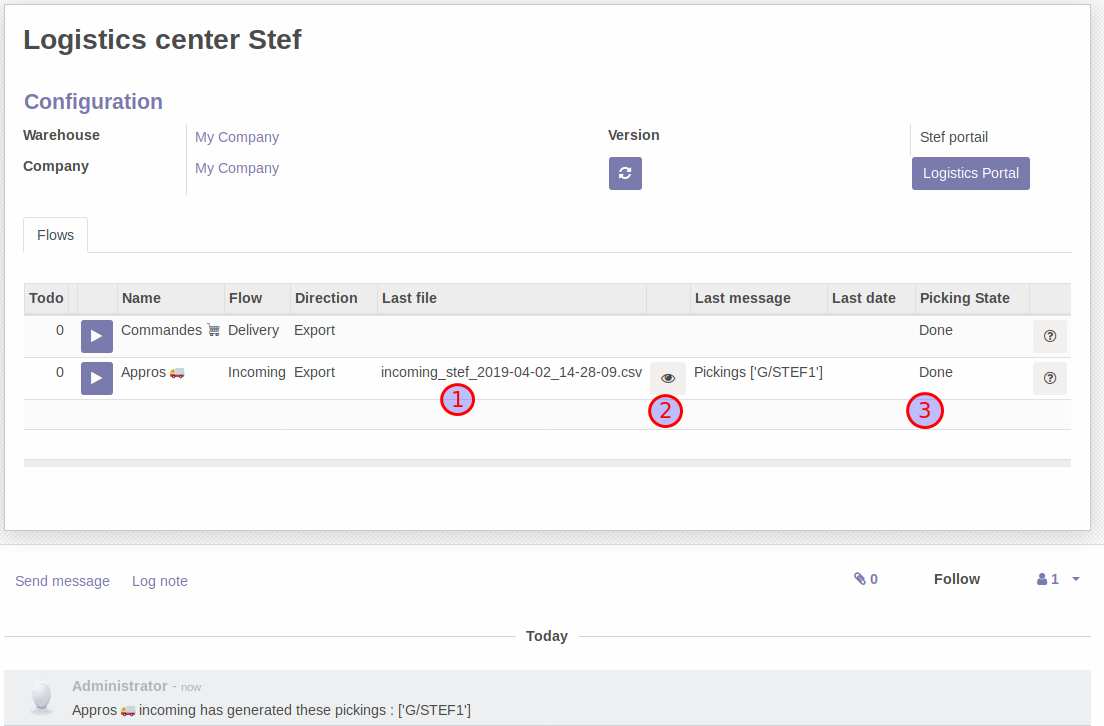 Logistics center Stef
Configuration
Warehouse My Company Version Stef portail
Company My Company Logistics Portal
Flows
Todo Name Flow Direction Last file Last message Last date Picking State
0 Commandes 🛒 Delivery Export Done
0 Appros 🚚 Incoming Export incoming_stef_2019-04-02_14-28-09.csv Pickings ['G/STEF1'] Done
1 2 3
Send message Log note 0 Follow 1
Today
Administrator - now
Appros 🚚 incoming has generated these pickings : ['G/STEF1']